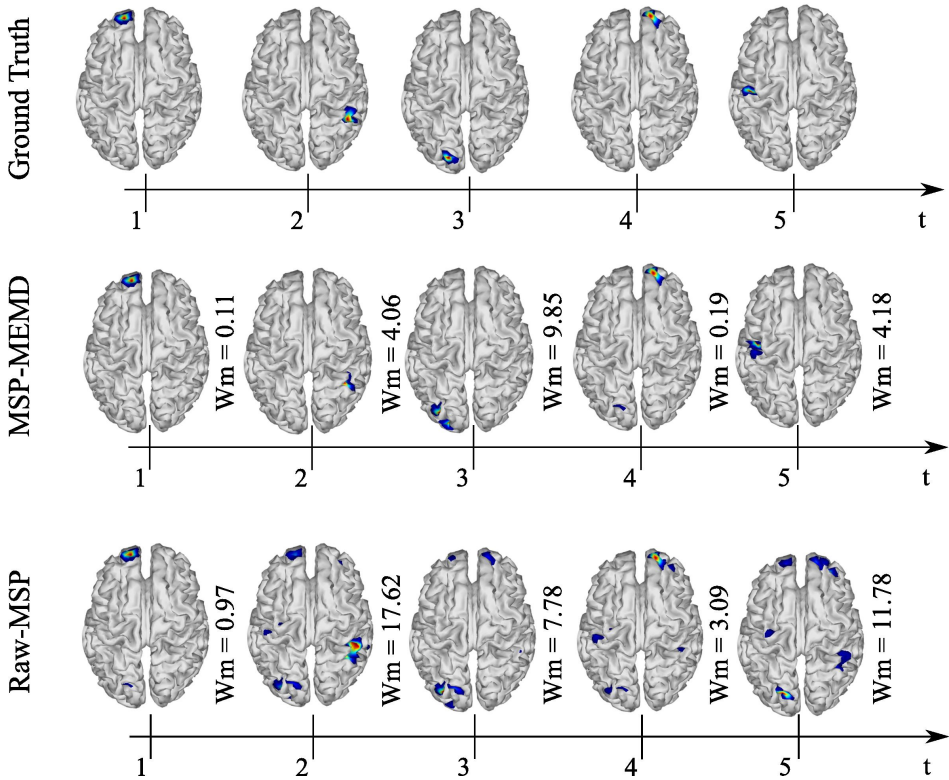 Ground Truth
1 2 3 4 5 t
MSP-MEMD
Wm = 0.11
Wm = 4.06
Wm = 9.85
Wm = 0.19
Wm = 4.18
1 2 3 4 5 t
Raw-MSP
Wm = 0.97
Wm = 17.62
Wm = 7.78
Wm = 3.09
Wm = 11.78
1 2 3 4 5 t